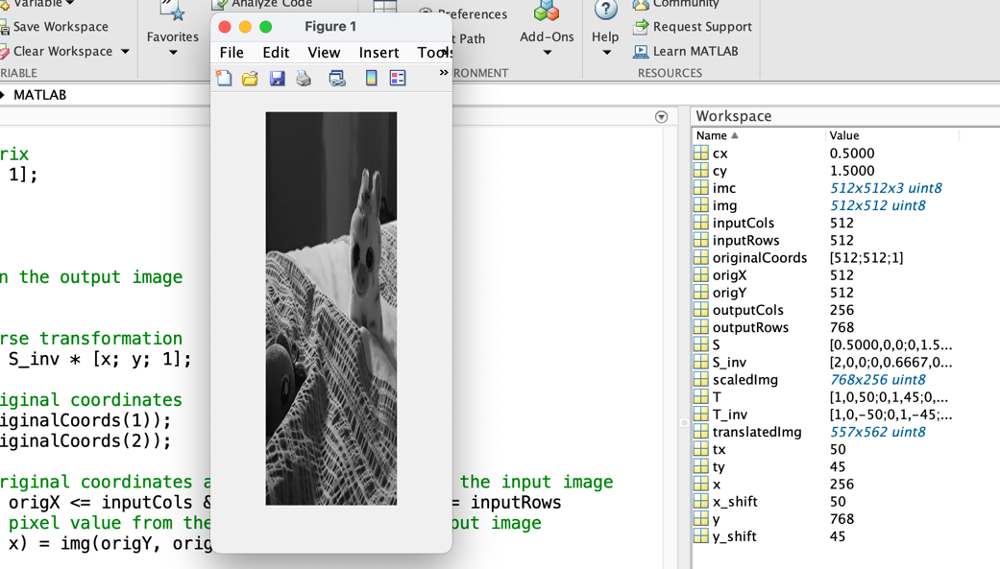 Variable
Analyze Code
Save Workspace
Clear Workspace
Favorites
Preferences
Path
Add-Ons
Help
Community
Request Support
Learn MATLAB
RESOURCES
Figure 1
File Edit View Insert Tools
»
MATLAB
rix
1];
n the output image
rse transformation
S_inv * [x; y; 1];
iginal coordinates
iginalCoords(1));
iginalCoords(2));
riginal coordinates a the input image
origX <= inputCols & = inputRows
pixel value from the put image
x) = img(origY, orig
Workspace
Name Value
cx 0.5000
cy 1.5000
imc 512x512x3 uint8
img 512x512 uint8
inputCols 512
inputRows 512
originalCoords [512;512;1]
origX 512
origY 512
outputCols 256
outputRows 768
S [0.5000,0,0;0,1.5...
S_inv [2,0,0;0,0.6667,0...
scaledImg 768x256 uint8
T [1,0,50;0,1,45;0,...
T_inv [1,0,-50;0,1,-45;...
translatedImg 557x562 uint8
tx 50
ty 45
x 256
x_shift 50
y 768
y_shift 45